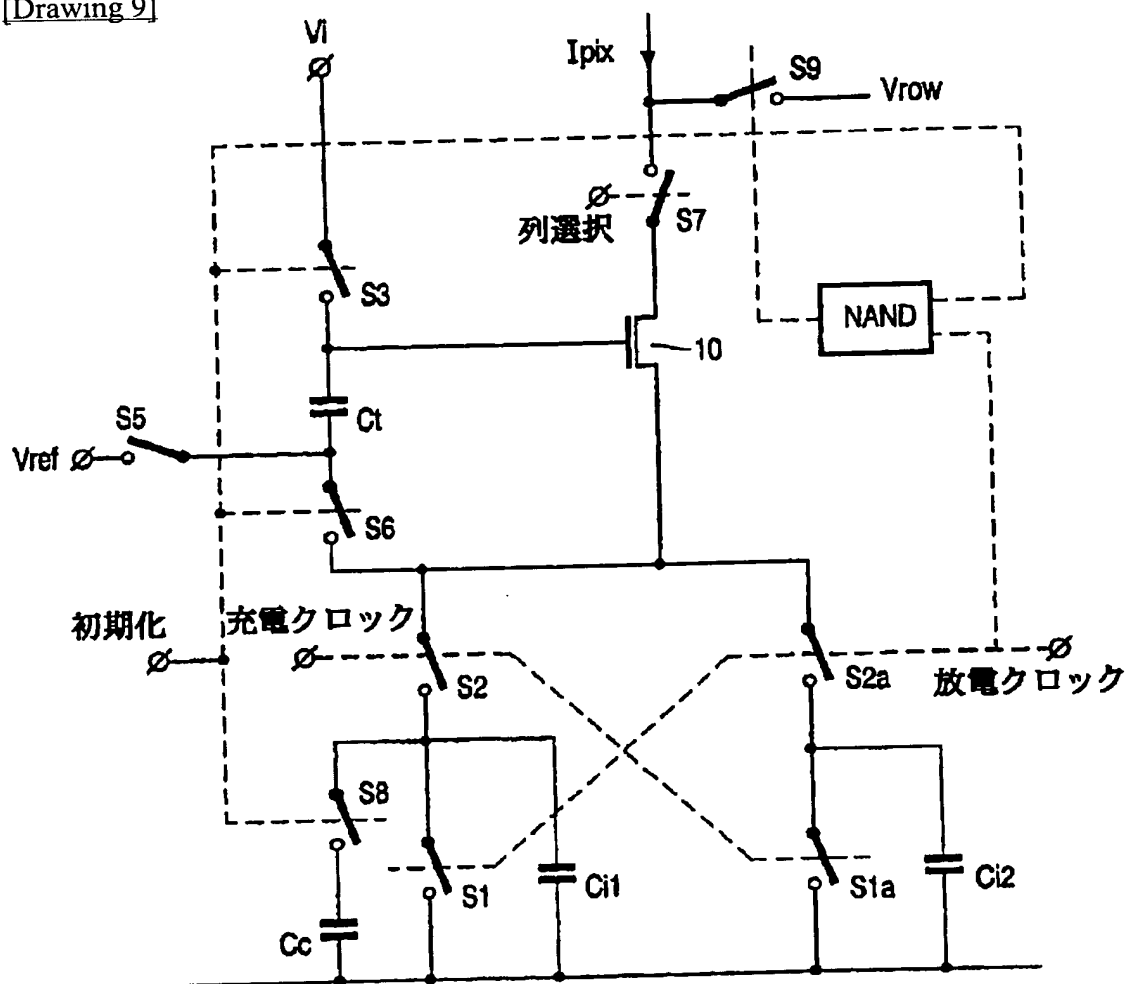 [Drawing 9]
Vi
Ipix
S9
Vrow
列選択
S7
S3
NAND
10
Ct
S5
Vref
S6
初期化
充電クロック
S2
S2a
放電クロック
S8
S1
Ci1
S1a
Ci2
Cc